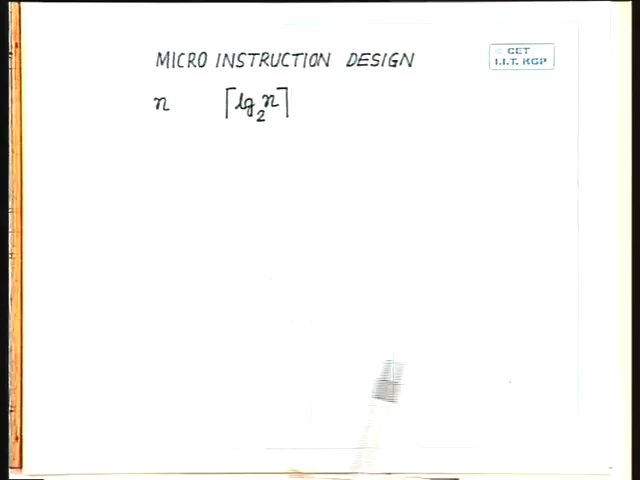 MICRO INSTRUCTION DESIGN
© CET
I.I.T. KGP
n ⌈lg₂n⌉